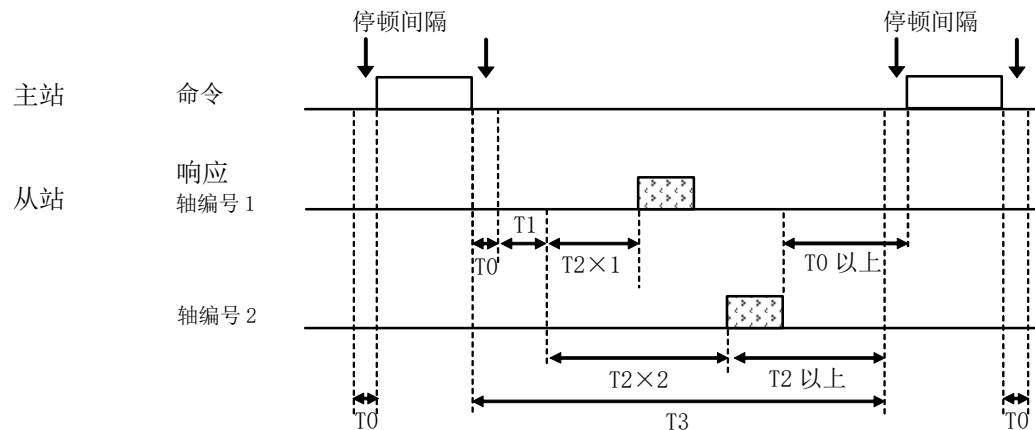 停顿间隔
停顿间隔
主站
命令
响应
从站
轴编号 1
T0
T1
T2×1
T0 以上
轴编号 2
T2×2
T2 以上
T0
T3
T0